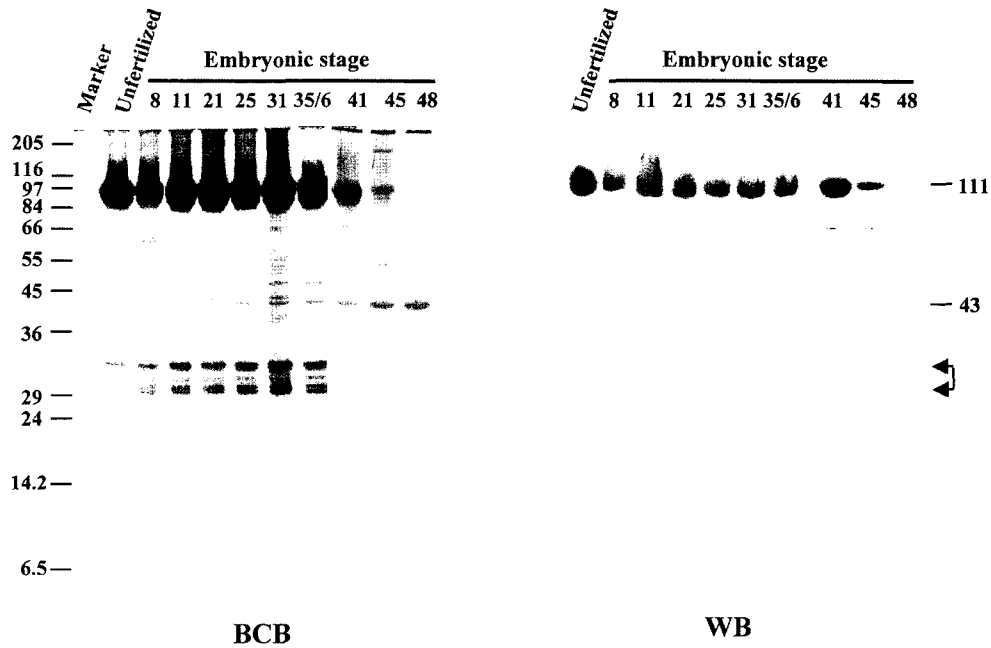 Marker
Unfertilized
Embryonic stage
8 11 21 25 31 35/6 41 45 48
205
116
97
84
66
55
45
36
29
24
14.2
6.5
BCB
Unfertilized
Embryonic stage
8 11 21 25 31 35/6 41 45 48
111
43
WB